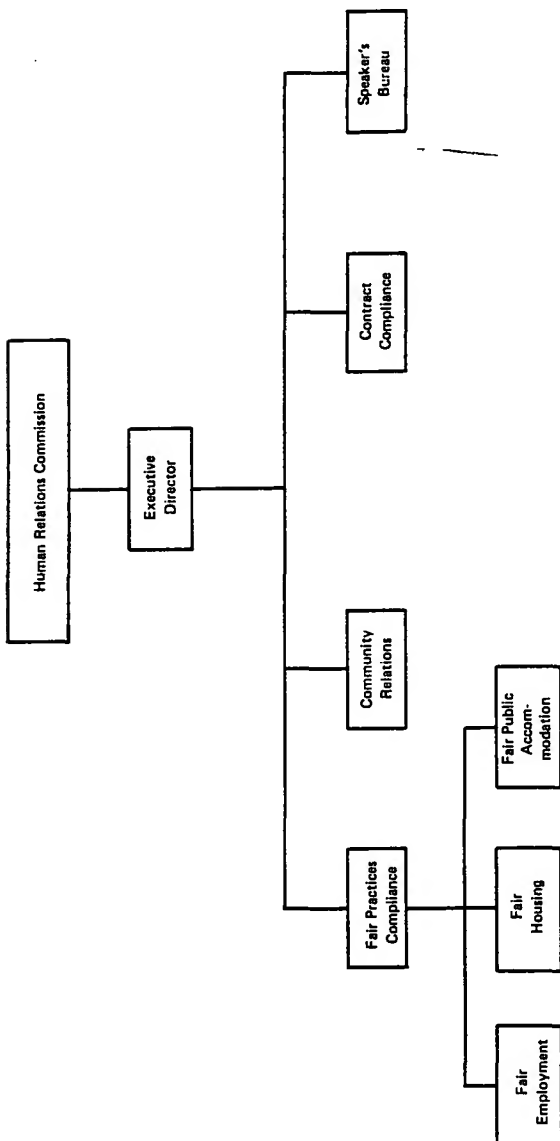 Human Relations Commission
Executive
Director
Fair Practices
Compliance
Community
Relations
Contract
Compliance
Speaker's
Bureau
Fair
Employment
Fair
Housing
Fair Public
Accom-
modation